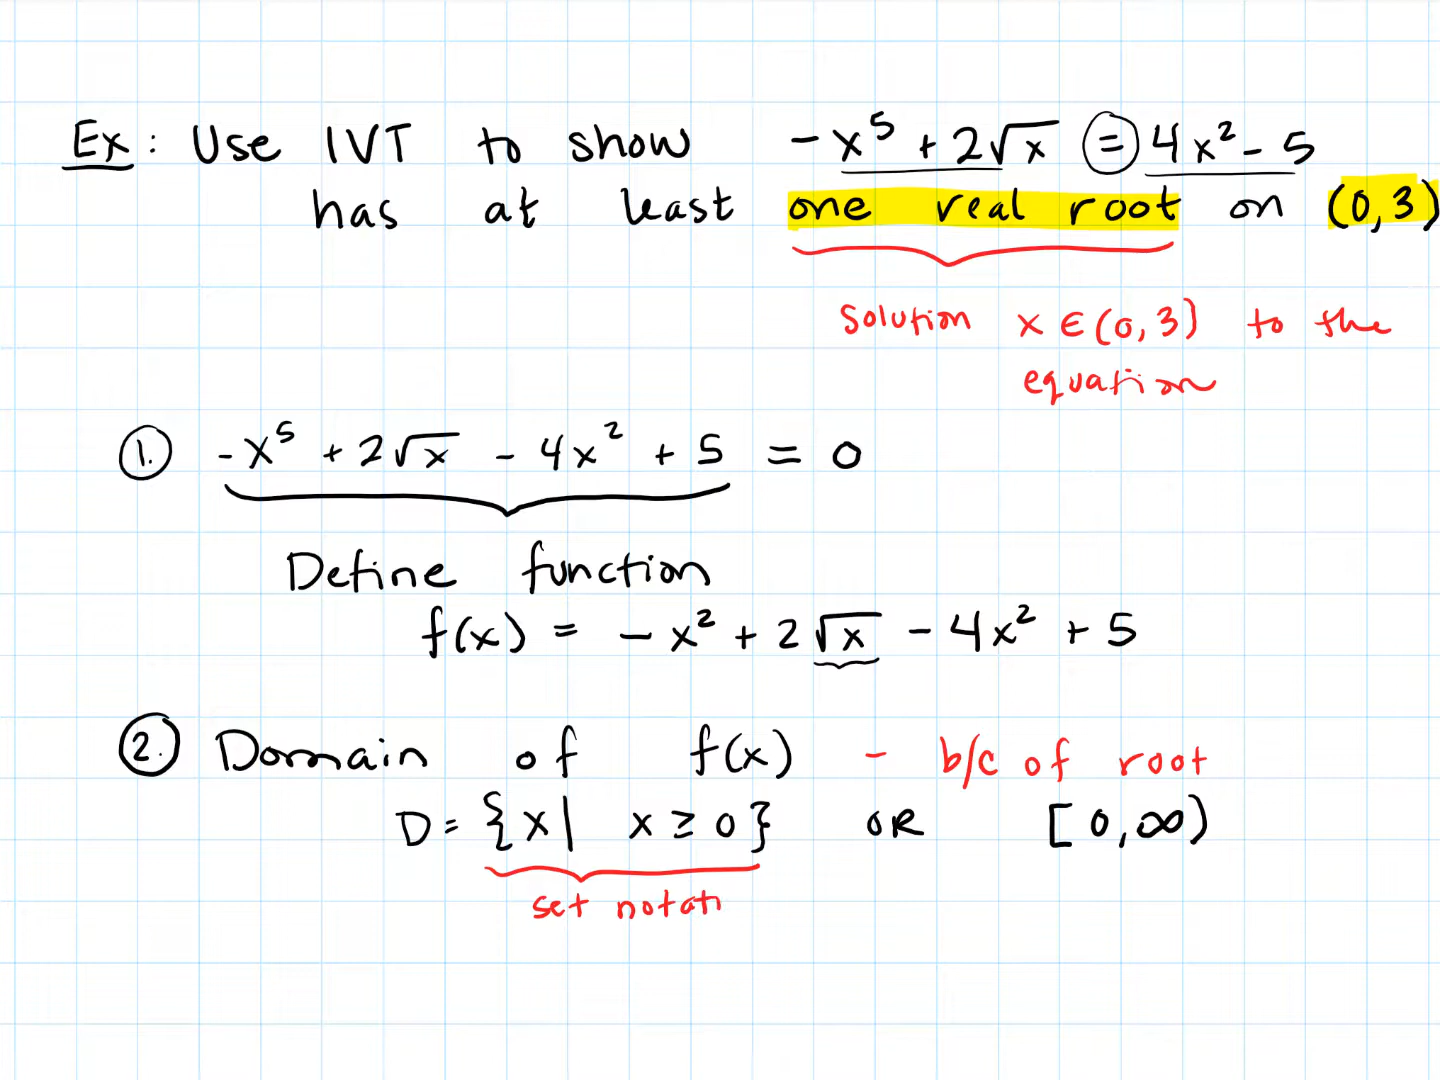 Ex: Use IVT to show -x⁵ + 2√x = 4x² - 5
has at least one real root on (0,3)
Solution x ∈ (0,3) to the
equation
1. -x⁵ + 2√x - 4x² + 5 = 0
Define function
f(x) = -x² + 2√x - 4x² + 5
2. Domain of f(x) - b/c of root
D = {x| x ≥ 0} OR [0,∞)
set notati